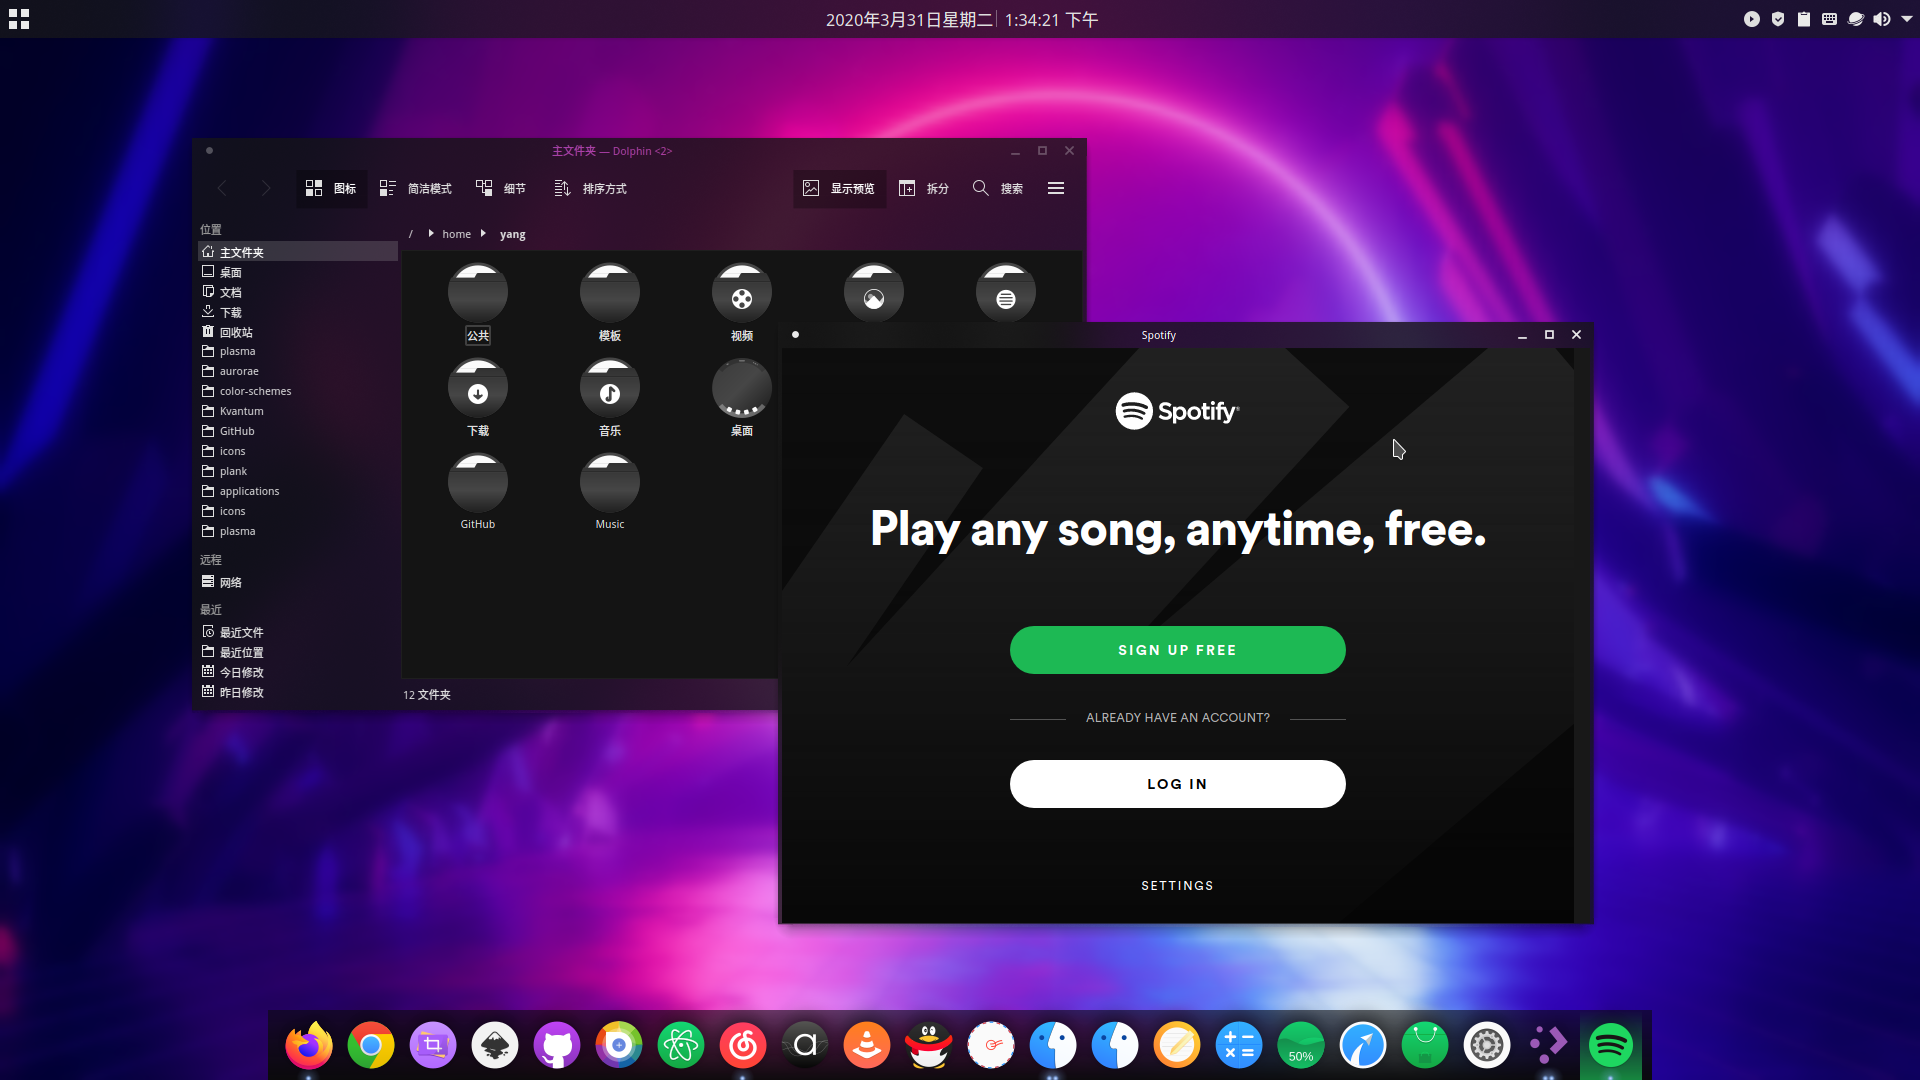 2020年3月31日星期二 1:34:21 下午
主文件夹 — Dolphin <2>
图标 简洁模式 细节 排序方式 显示预览 拆分 搜索
/ home yang
位置
主文件夹
桌面
文档
下载
回收站
plasma
aurorae
color-schemes
Kvantum
GitHub
icons
plank
applications
icons
plasma
远程
网络
最近
最近文件
最近位置
今日修改
昨日修改
公共 模板 视频
下载 音乐 桌面
GitHub Music
12 文件夹
Spotify
Spotify
Play any song, anytime, free.
SIGN UP FREE
ALREADY HAVE AN ACCOUNT?
LOG IN
SETTINGS
a
50%